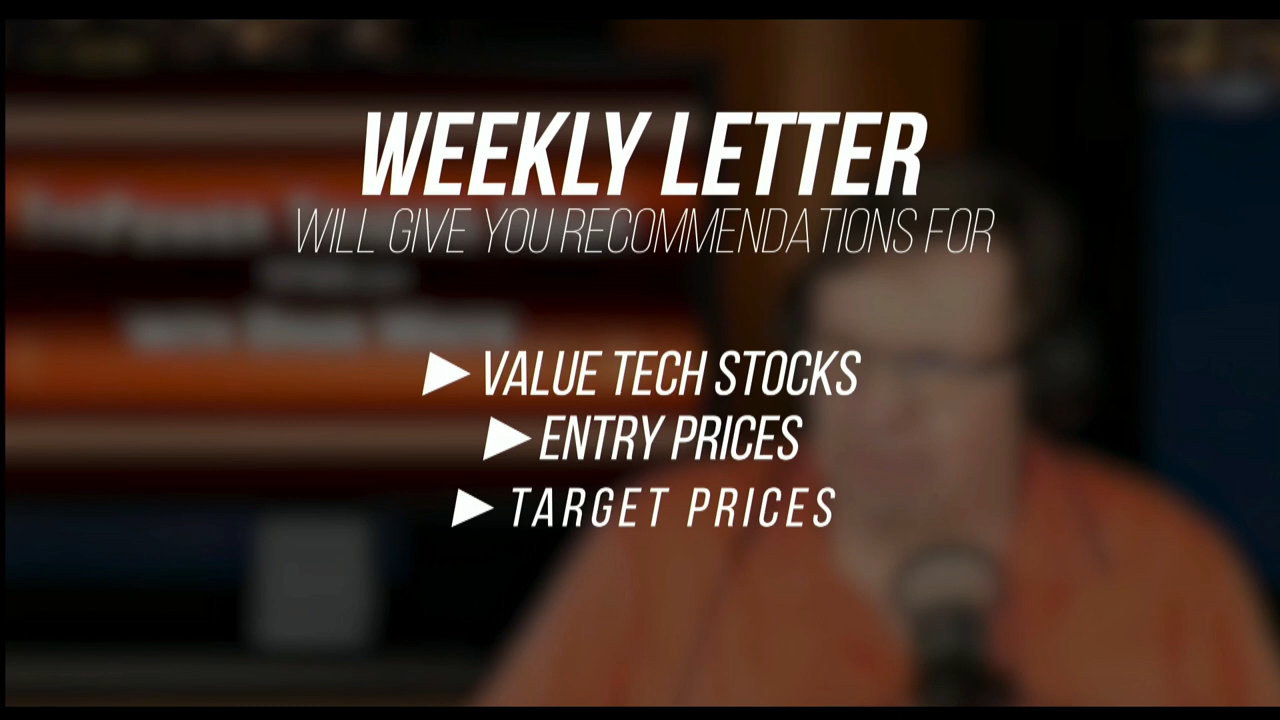 WEEKLY LETTER
WILL GIVE YOU RECOMMENDATIONS FOR
▶ VALUE TECH STOCKS
▶ ENTRY PRICES
▶ TARGET PRICES